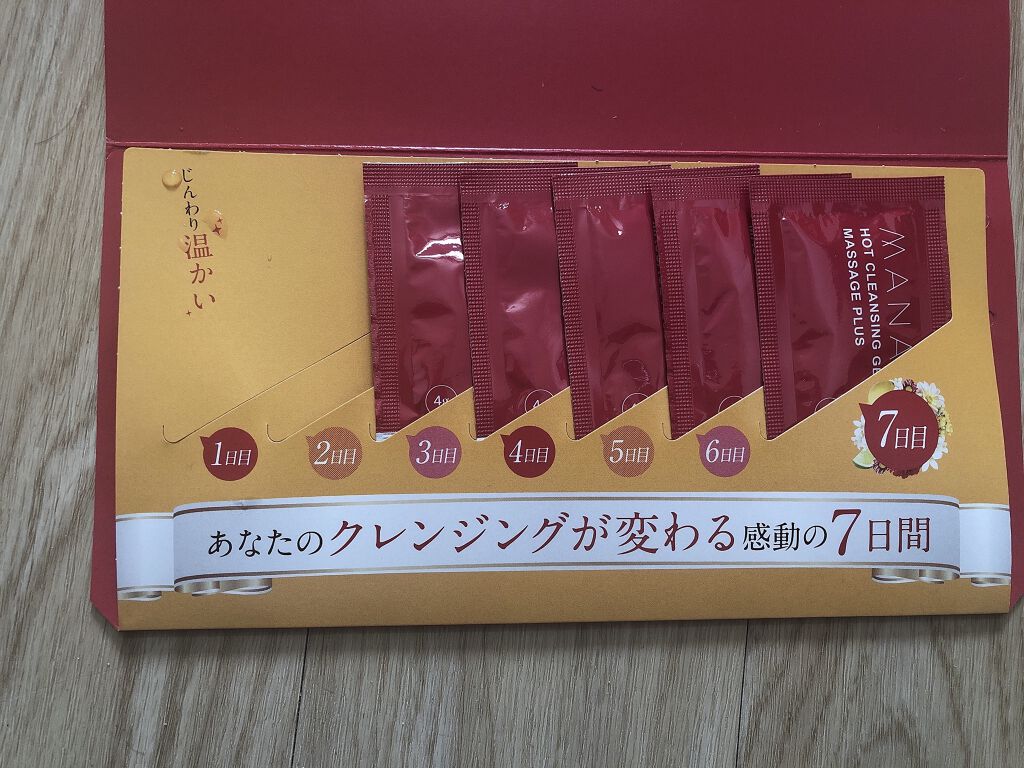 じんわり
温かい
MANA
HOT CLEANSING GE
MASSAGE PLUS
4g
1日目
2日目
3日目
4日目
5日目
6日目
7日目
あなたのクレンジングが変わる感動の7日間